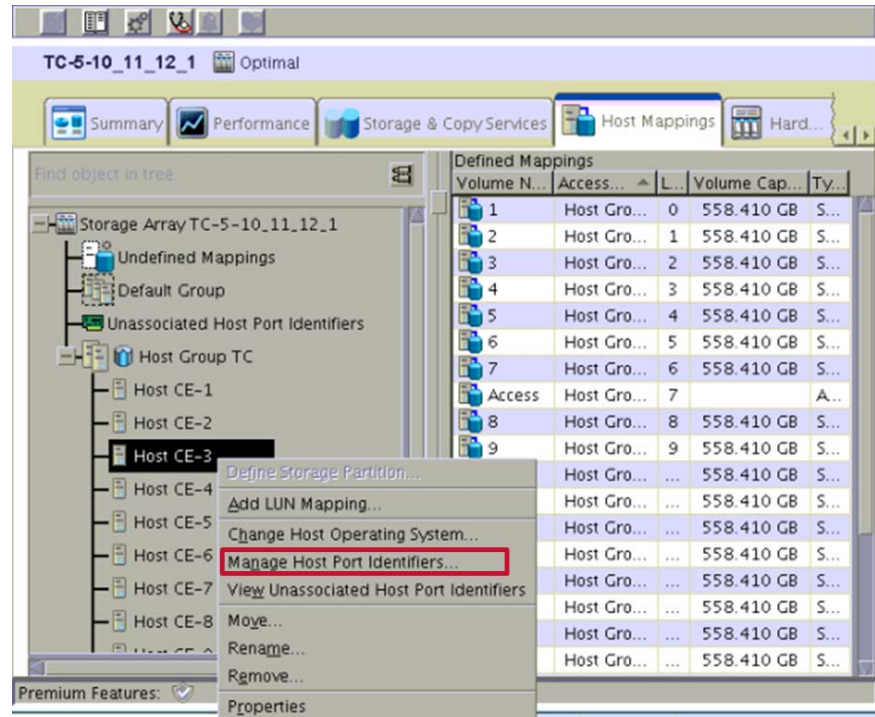 TC-5-10_11_12_1 Optimal
Summary Performance Storage & Copy Services Host Mappings Hard...
Find object in tree
Storage Array TC-5-10_11_12_1
Undefined Mappings
Default Group
Unassociated Host Port Identifiers
Host Group TC
Host CE-1
Host CE-2
Host CE-3
Host CE-4
Host CE-5
Host CE-6
Host CE-7
Host CE-8
Define Storage Partition...
Add LUN Mapping...
Change Host Operating System...
Manage Host Port Identifiers...
View Unassociated Host Port Identifiers
Move...
Rename...
Remove...
Properties
Defined Mappings
Volume N... Access... L... Volume Cap... Ty...
1 Host Gro... 0 558.410 GB S...
2 Host Gro... 1 558.410 GB S...
3 Host Gro... 2 558.410 GB S...
4 Host Gro... 3 558.410 GB S...
5 Host Gro... 4 558.410 GB S...
6 Host Gro... 5 558.410 GB S...
7 Host Gro... 6 558.410 GB S...
Access Host Gro... 7 A...
8 Host Gro... 8 558.410 GB S...
9 Host Gro... 9 558.410 GB S...
Host Gro... ... 558.410 GB S...
Host Gro... ... 558.410 GB S...
Host Gro... ... 558.410 GB S...
Host Gro... ... 558.410 GB S...
Host Gro... ... 558.410 GB S...
Host Gro... ... 558.410 GB S...
Host Gro... ... 558.410 GB S...
Host Gro... ... 558.410 GB S...
Premium Features: